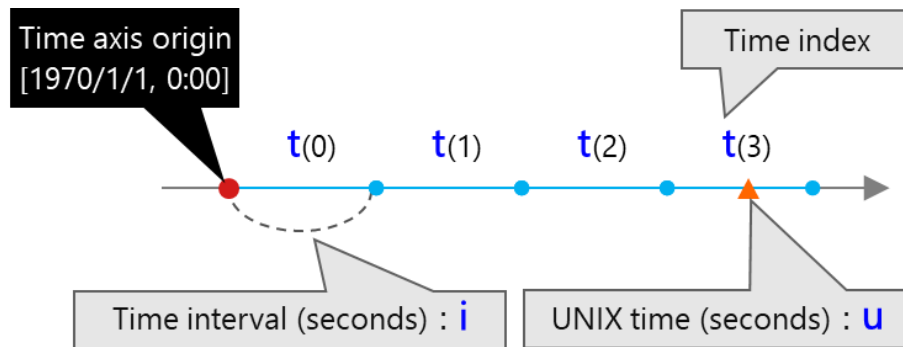 Time axis origin
[1970/1/1, 0:00]
Time index
t(0)
t(1)
t(2)
t(3)
Time interval (seconds) : i
UNIX time (seconds) : u